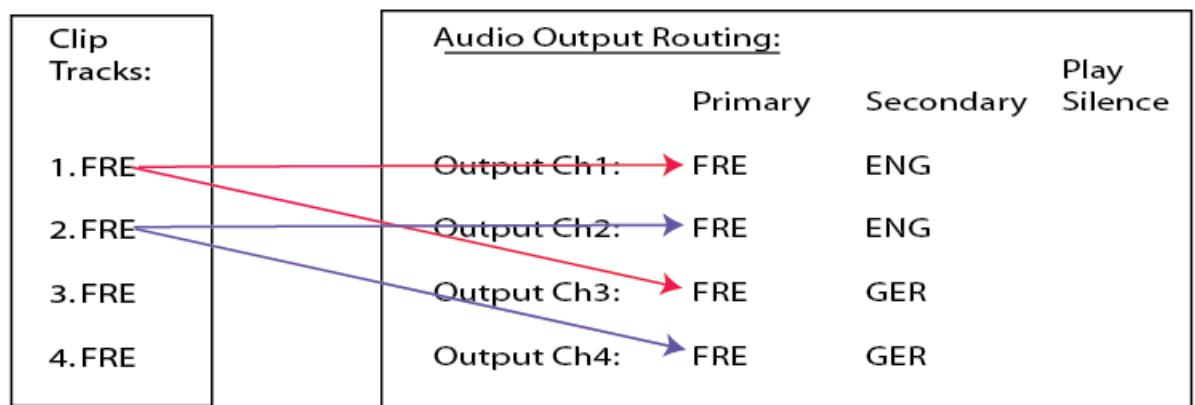 Clip
Tracks:
1. FRE
2. FRE
3. FRE
4. FRE
Audio Output Routing:
Primary Secondary Play Silence
Output Ch1: FRE ENG
Output Ch2: FRE ENG
Output Ch3: FRE GER
Output Ch4: FRE GER